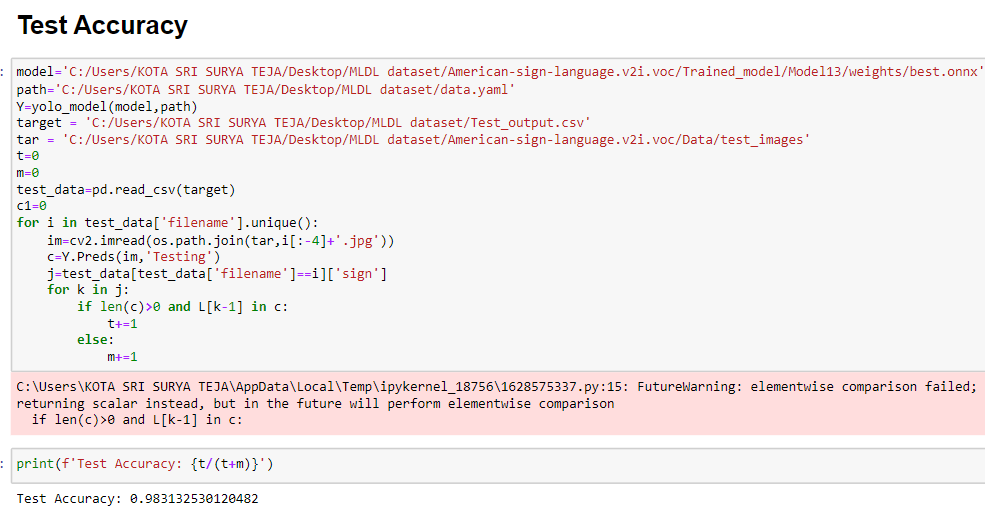 Test Accuracy
: model='C:/Users/KOTA SRI SURYA TEJA/Desktop/MLDL dataset/American-sign-language.v2i.voc/Trained_model/Model13/weights/best.onnx'
path='C:/Users/KOTA SRI SURYA TEJA/Desktop/MLDL dataset/data.yaml'
Y=yolo_model(model,path)
target = 'C:/Users/KOTA SRI SURYA TEJA/Desktop/MLDL dataset/Test_output.csv'
tar = 'C:/Users/KOTA SRI SURYA TEJA/Desktop/MLDL dataset/American-sign-language.v2i.voc/Data/test_images'
t=0
m=0
test_data=pd.read_csv(target)
c1=0
for i in test_data['filename'].unique():
    im=cv2.imread(os.path.join(tar,i[:-4]+'.jpg'))
    c=Y.Preds(im,'Testing')
    j=test_data[test_data['filename']==i]['sign']
    for k in j:
        if len(c)>0 and L[k-1] in c:
            t+=1
        else:
            m+=1
C:\Users\KOTA SRI SURYA TEJA\AppData\Local\Temp\ipykernel_18756\1628575337.py:15: FutureWarning: elementwise comparison failed;
returning scalar instead, but in the future will perform elementwise comparison
  if len(c)>0 and L[k-1] in c:
: print(f'Test Accuracy: {t/(t+m)}')
Test Accuracy: 0.983132530120482